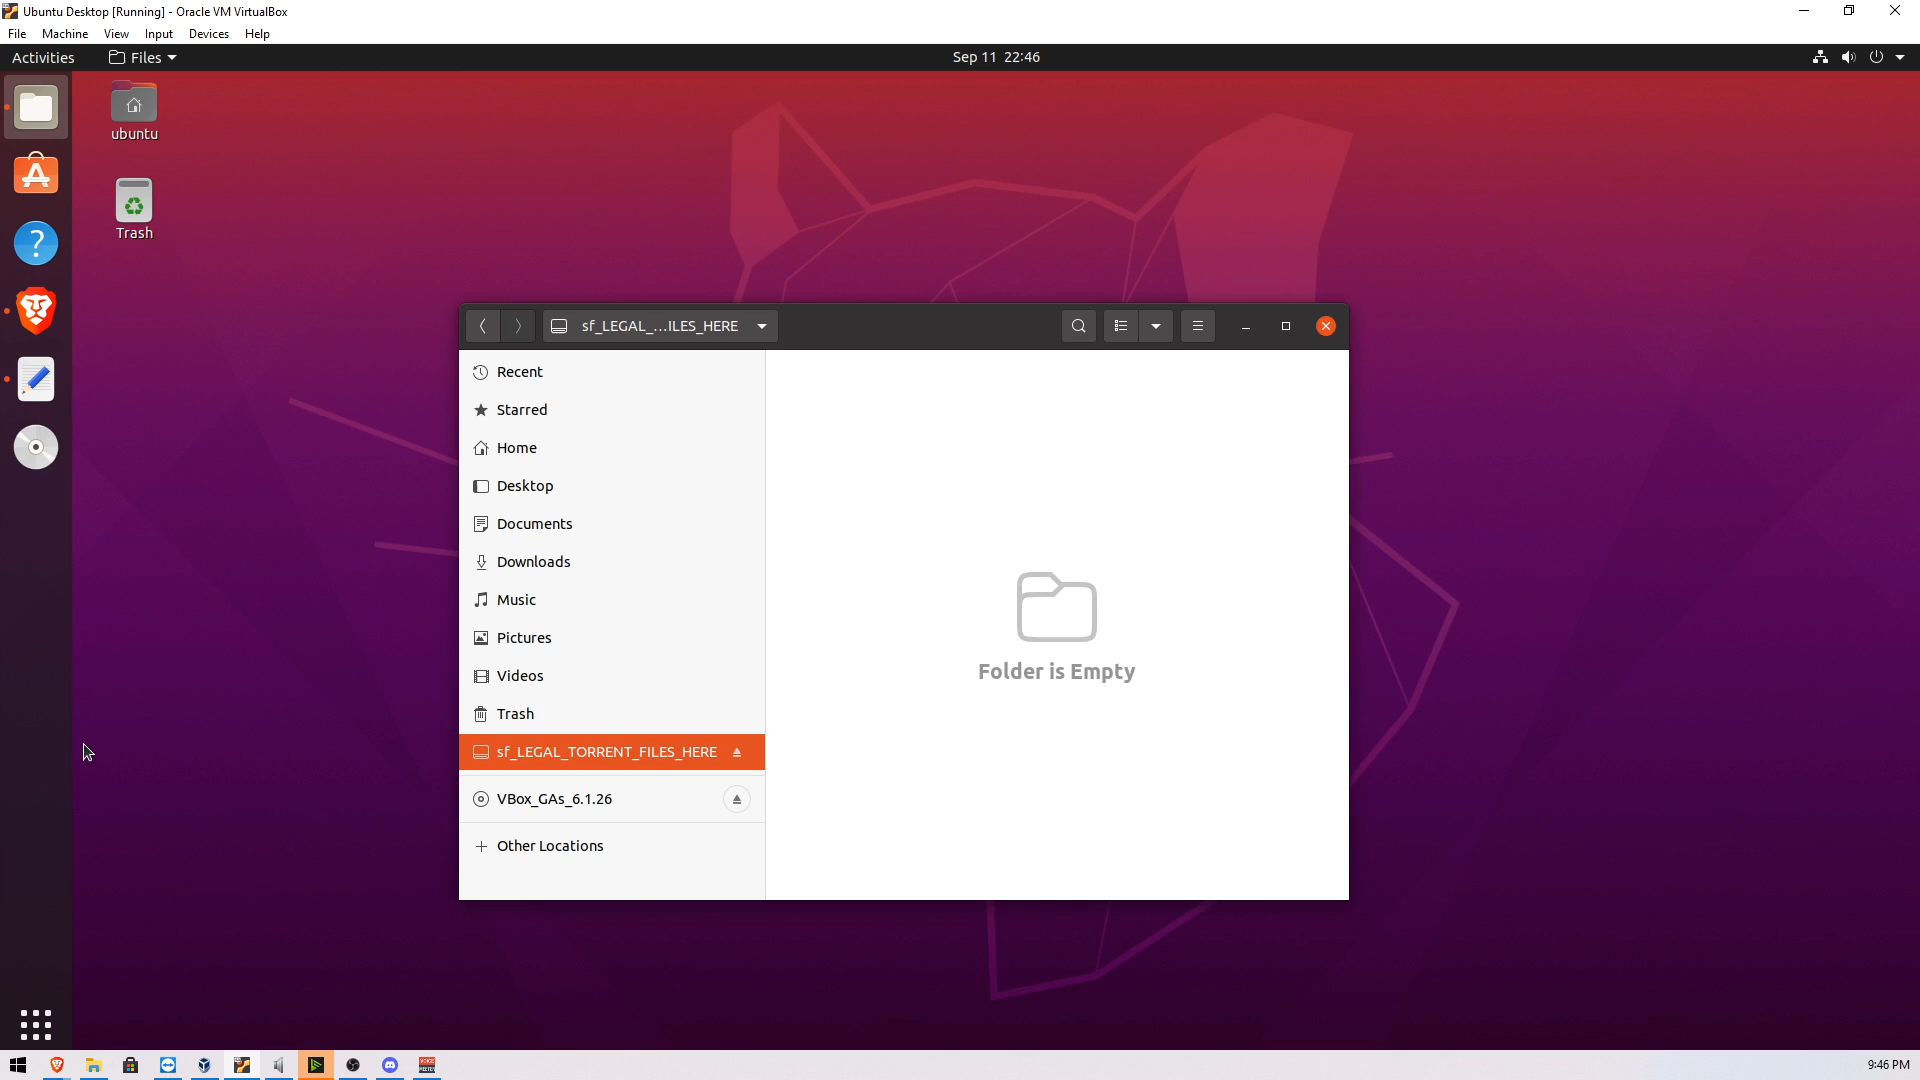 Ubuntu Desktop [Running] - Oracle VM VirtualBox
File Machine View Input Devices Help
Activities Files Sep 11 22:46
ubuntu
Trash
sf_LEGAL_...ILES_HERE
Recent
Starred
Home
Desktop
Documents
Downloads
Music
Pictures
Videos
Trash
sf_LEGAL_TORRENT_FILES_HERE
VBox_GAs_6.1.26
Other Locations
Folder is Empty
9:46 PM